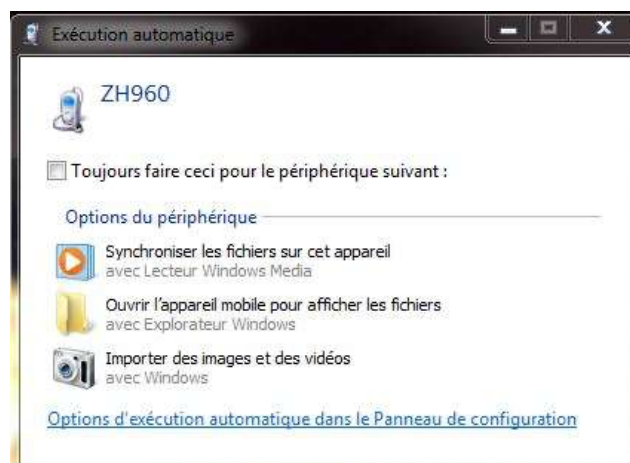 Exécution automatique
ZH960
Toujours faire ceci pour le périphérique suivant :
Options du périphérique
Synchroniser les fichiers sur cet appareil
avec Lecteur Windows Media
Ouvrir l'appareil mobile pour afficher les fichiers
avec Explorateur Windows
Importer des images et des vidéos
avec Windows
Options d'exécution automatique dans le Panneau de configuration